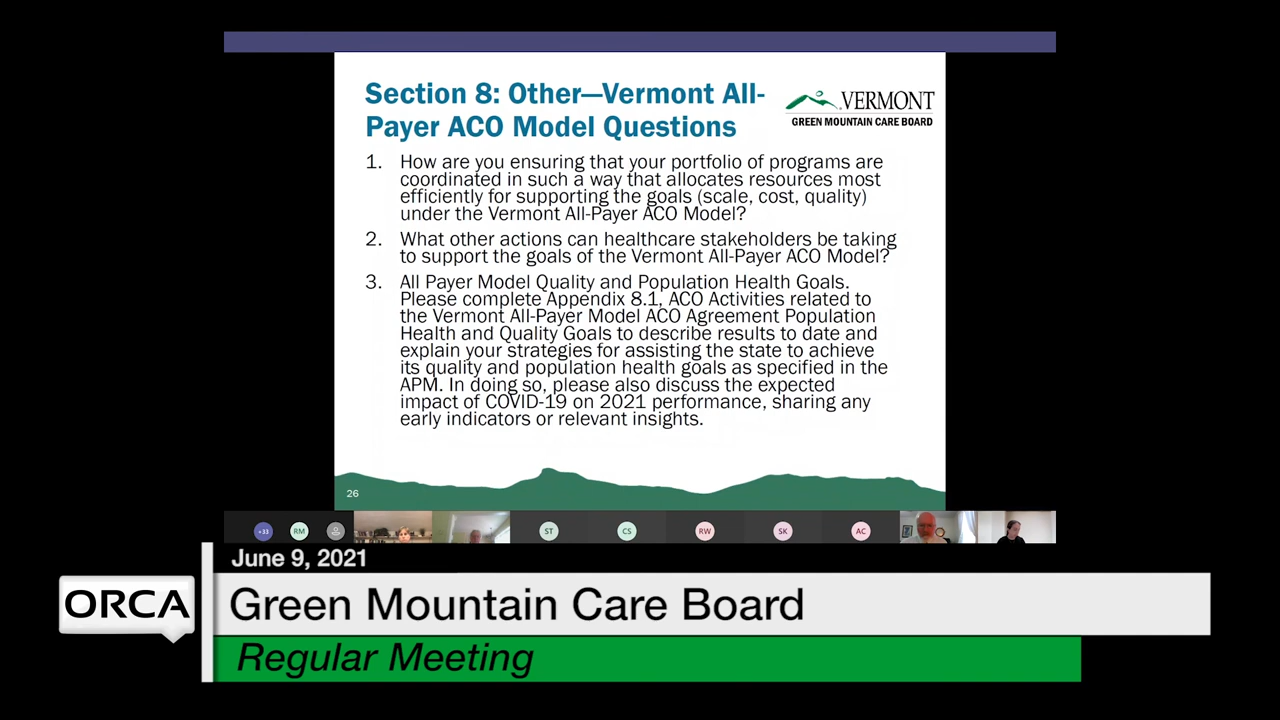 Section 8: Other—Vermont All-
Payer ACO Model Questions
VERMONT
GREEN MOUNTAIN CARE BOARD
1. How are you ensuring that your portfolio of programs are
coordinated in such a way that allocates resources most
efficiently for supporting the goals (scale, cost, quality)
under the Vermont All-Payer ACO Model?
2. What other actions can healthcare stakeholders be taking
to support the goals of the Vermont All-Payer ACO Model?
3. All Payer Model Quality and Population Health Goals.
Please complete Appendix 8.1, ACO Activities related to
the Vermont All-Payer Model ACO Agreement Population
Health and Quality Goals to describe results to date and
explain your strategies for assisting the state to achieve
its quality and population health goals as specified in the
APM. In doing so, please also discuss the expected
impact of COVID-19 on 2021 performance, sharing any
early indicators or relevant insights.
26
+33 RM ST CS RW SK AC
June 9, 2021
ORCA
Green Mountain Care Board
Regular Meeting